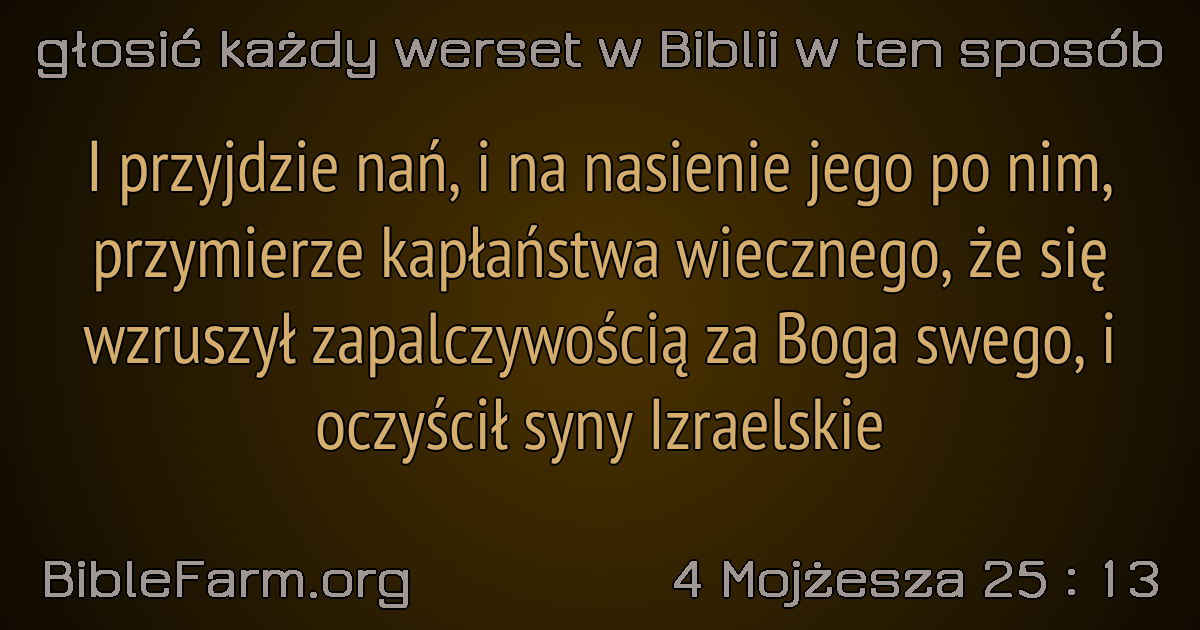 głosić każdy werset w Biblii w ten sposób
I przyjdzie nań, i na nasienie jego po nim,
przymierze kapłaństwa wiecznego, że się
wzruszył zapalczywością za Boga swego, i
oczyścił syny Izraelskie
BibleFarm.org
4 Mojżesza 25 : 13